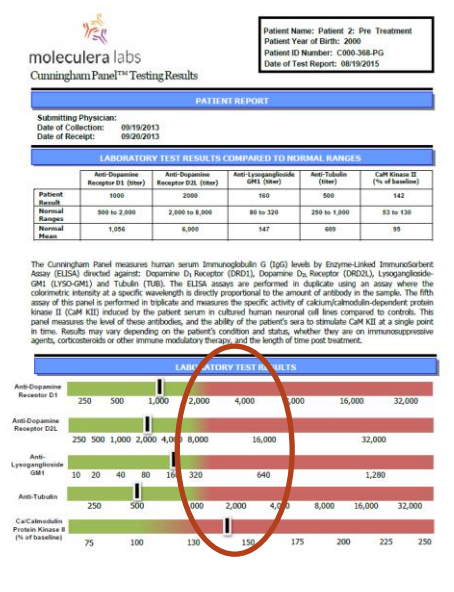 moleculera labs
Cunningham Panel™ Testing Results
Patient Name: Patient 2: Pre Treatment
Patient Year of Birth: 2000
Patient ID Number: C000-368-PG
Date of Test Report: 08/19/2015
PATIENT REPORT
Submitting Physician:
Date of Collection: 09/19/2013
Date of Receipt: 09/20/2013
LABORATORY TEST RESULTS COMPARED TO NORMAL RANGES
Anti-Dopamine Anti-Dopamine Anti-Lysoganglioside Anti-Tubulin CaM Kinase II
Receptor D1 (titer) Receptor D2L (titer) GM1 (titer) (titer) (% of baseline)
Patient Result 1000 2000 160 500 142
Normal Ranges 500 to 2,000 2,000 to 8,000 80 to 320 250 to 1,000 53 to 130
Normal Mean 1,056 6,000 147 609 95
The Cunningham Panel measures human serum Immunoglobulin G (IgG) levels by Enzyme-Linked ImmunoSorbent
Assay (ELISA) directed against: Dopamine D1 Receptor (DRD1), Dopamine D2L Receptor (DRD2L), Lysoganglioside-
GM1 (LYSO-GM1) and Tubulin (TUB). The ELISA assays are performed in duplicate using an assay where the
colorimetric intensity at a specific wavelength is directly proportional to the amount of antibody in the sample. The fifth
assay of this panel is performed in triplicate and measures the specific activity of calcium/calmodulin-dependent protein
kinase II (CaM KII) induced by the patient serum in cultured human neuronal cell lines compared to controls. This
panel measures the level of these antibodies, and the ability of the patient's sera to stimulate CaM KII at a single point
in time. Results may vary depending on the patient's condition and status, whether they are on immunosuppressive
agents, corticosteroids or other immune modulatory therapy, and the length of time post treatment.
LABORATORY TEST RESULTS
Anti-Dopamine
Receptor D1
250 500 1,000 2,000 4,000 ,000 16,000 32,000
Anti-Dopamine
Receptor D2L
250 500 1,000 2,000 4,000 8,000 16,000 32,000
Anti-
Lysoganglioside
GM1
10 20 40 80 160 320 640 1,280
Anti-Tubulin
250 500 ,000 2,000 4,000 8,000 16,000 32,000
Ca/Calmodulin
Protein Kinase II
(% of baseline)
75 100 130 150 175 200 225 250